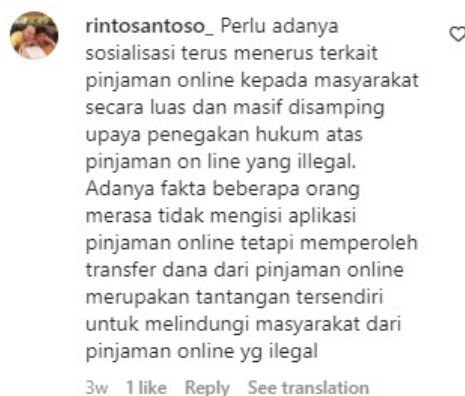 rintosantoso_ Perlu adanya
sosialisasi terus menerus terkait
pinjaman online kepada masyarakat
secara luas dan masif disamping
upaya penegakan hukum atas
pinjaman on line yang illegal.
Adanya fakta beberapa orang
merasa tidak mengisi aplikasi
pinjaman online tetapi memperoleh
transfer dana dari pinjaman online
merupakan tantangan tersendiri
untuk melindungi masyarakat dari
pinjaman online yg ilegal
3w 1 like Reply See translation